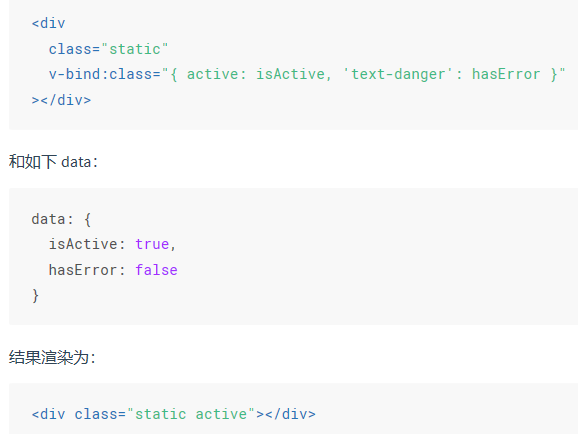 <div
class="static"
v-bind:class="{ active: isActive, 'text-danger': hasError }"
></div>
和如下 data：
data: {
isActive: true,
hasError: false
}
结果渲染为：
<div class="static active"></div>